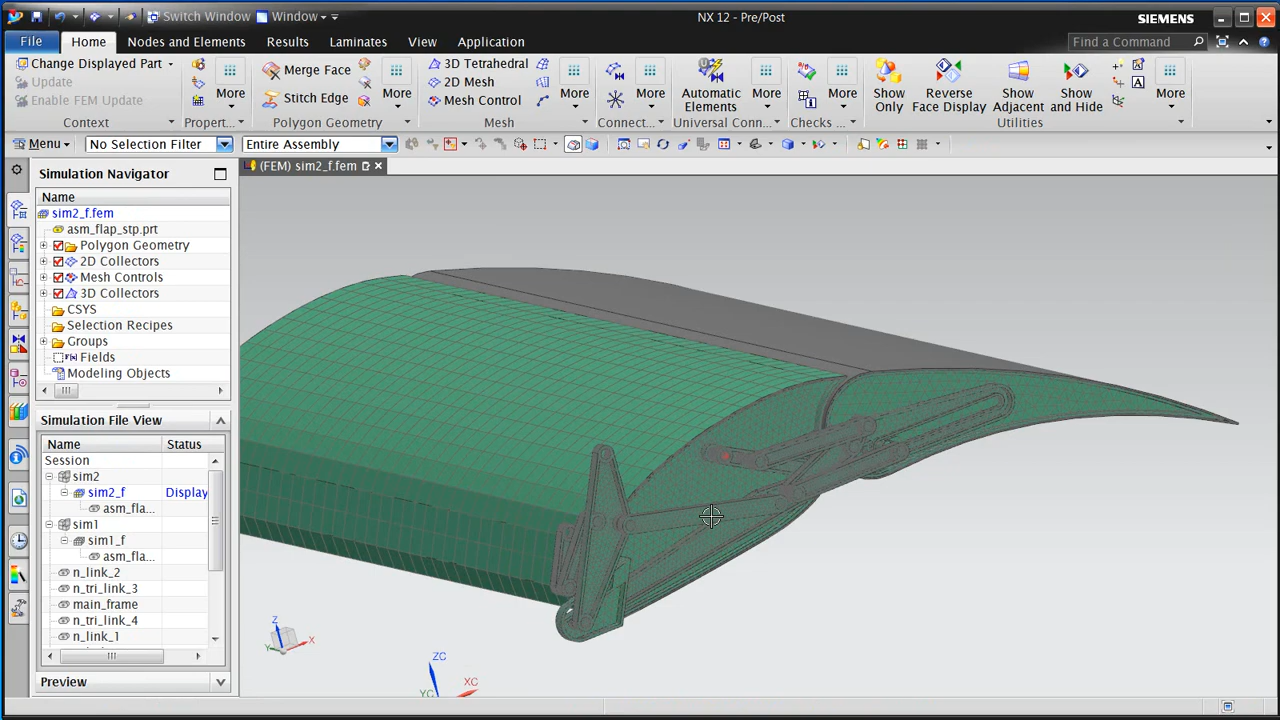 Switch Window Window NX 12 - Pre/Post SIEMENS
File Home Nodes and Elements Results Laminates View Application Find a Command
Change Displayed Part
Update
Enable FEM Update
Context
More
Propert...
Merge Face
Stitch Edge
More
Polygon Geometry
3D Tetrahedral
2D Mesh
Mesh Control
More
Mesh
More
Connect...
Automatic
Elements
More
Universal Conn...
More
Checks ...
Show
Only
Reverse
Face Display
Show
Adjacent
Show
and Hide
More
Utilities
Menu No Selection Filter Entire Assembly
Simulation Navigator
(FEM) sim2_f.fem
Name
sim2_f.fem
asm_flap_stp.prt
Polygon Geometry
2D Collectors
Mesh Controls
3D Collectors
CSYS
Selection Recipes
Groups
Fields
Modeling Objects
Simulation File View
Name Status
Session
sim2
sim2_f Display
asm_fla...
sim1
sim1_f
asm_fla...
n_link_2
n_tri_link_3
main_frame
n_tri_link_4
n_link_1
Preview
Z
Y X
ZC
YC XC